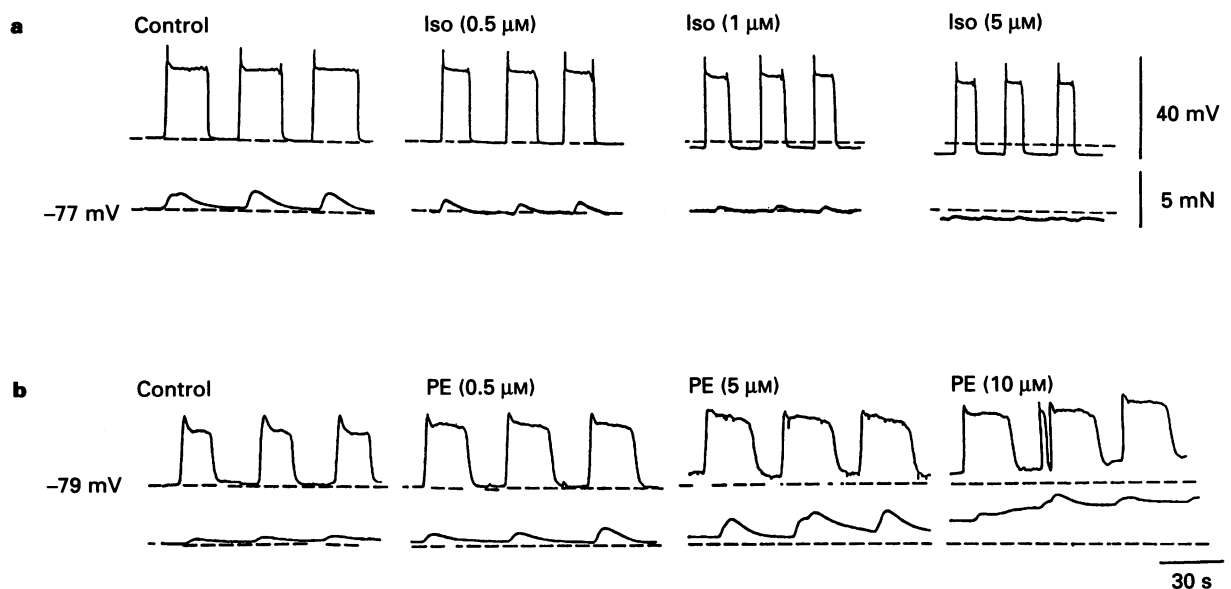 a
Control
Iso (0.5 μM)
Iso (1 μM)
Iso (5 μM)
40 mV
–77 mV
5 mN
b
Control
PE (0.5 μM)
PE (5 μM)
PE (10 μM)
–79 mV
30 s